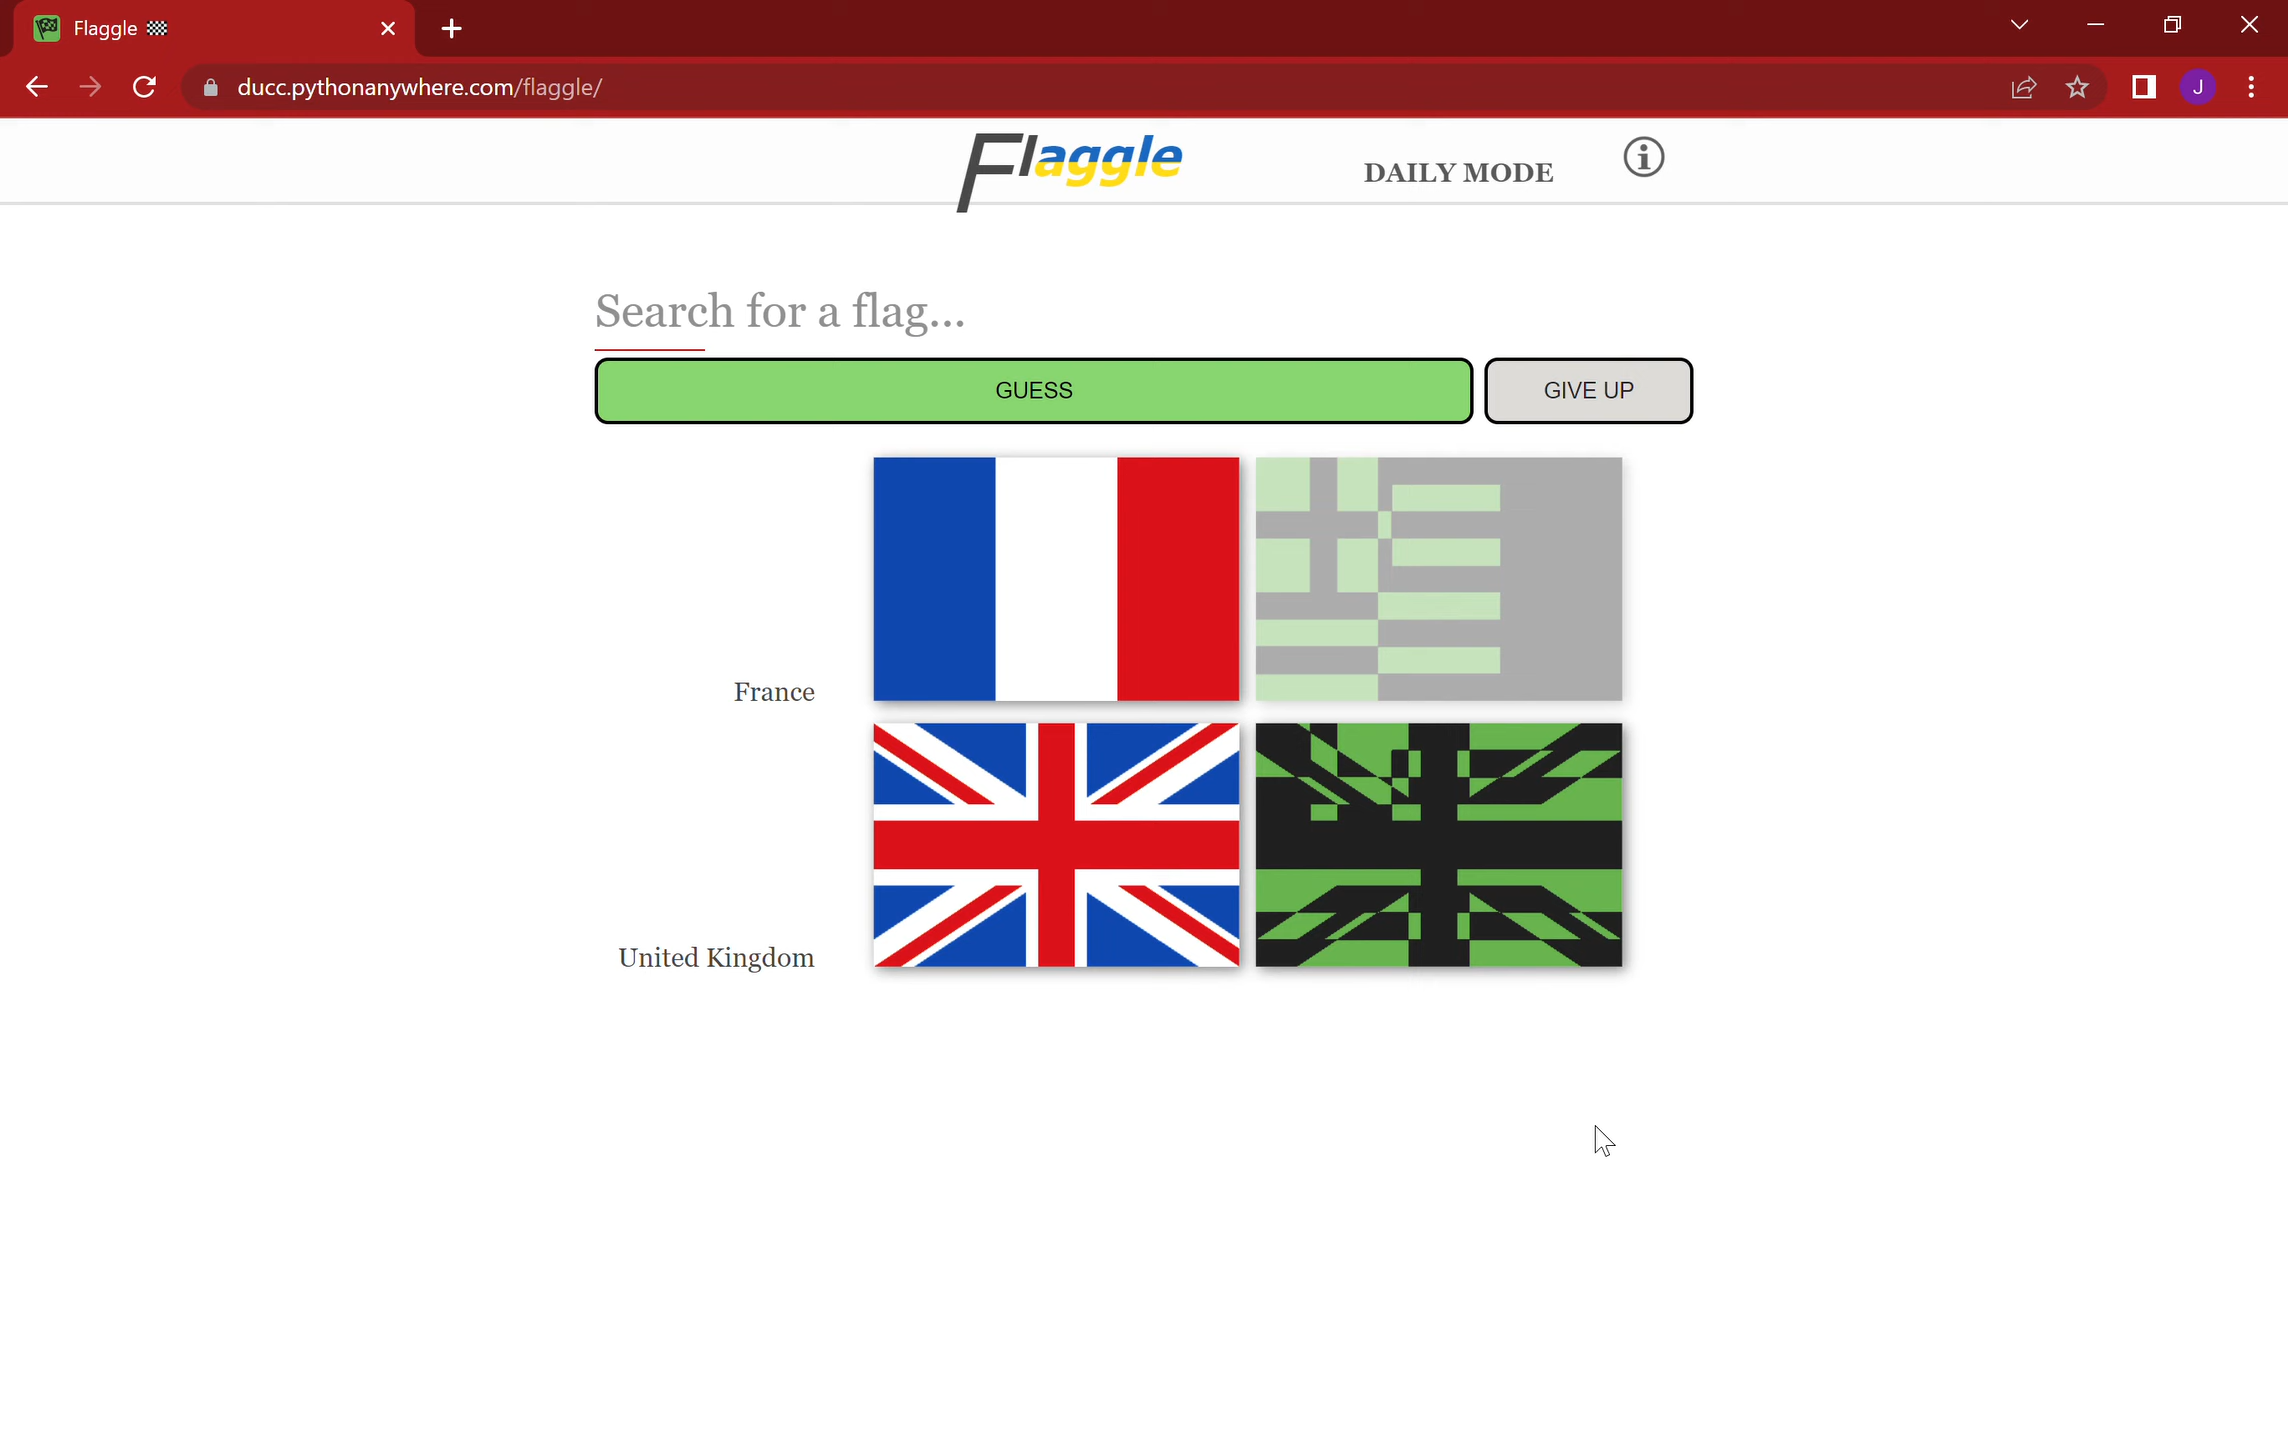 Flaggle
ducc.pythonanywhere.com/flaggle/
J
Flaggle
DAILY MODE
i
Search for a flag...
GUESS
GIVE UP
France
United Kingdom